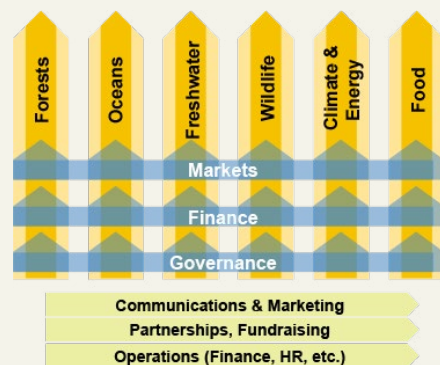 Forests
Oceans
Freshwater
Wildlife
Climate &
Energy
Food
Markets
Finance
Governance
Communications & Marketing
Partnerships, Fundraising
Operations (Finance, HR, etc.)